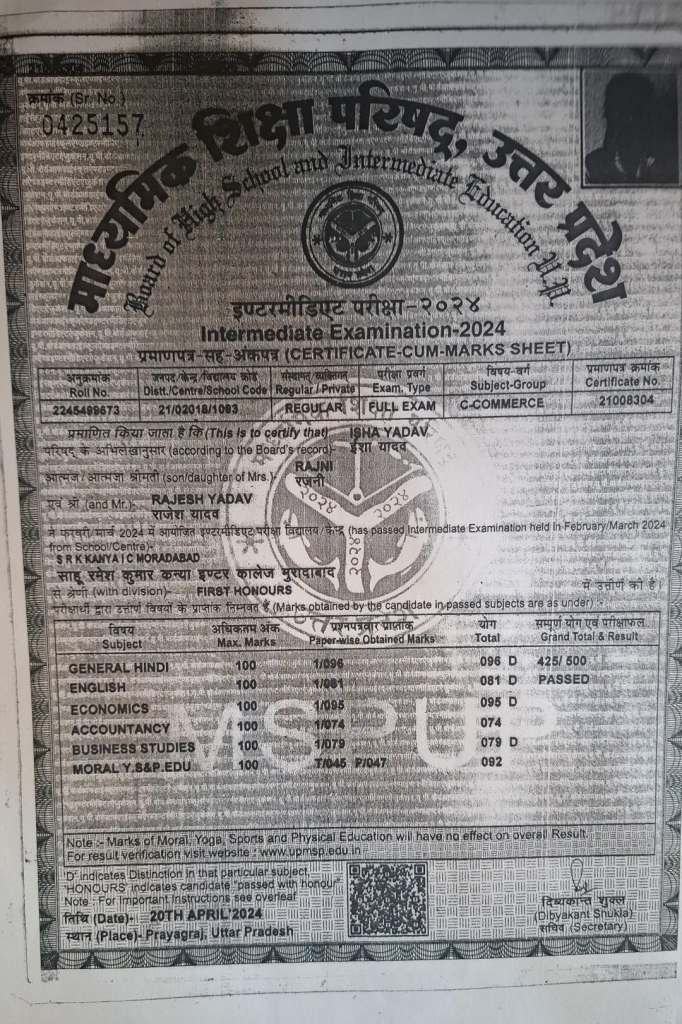 क्रमांक (Sr. No.)
0425157
माध्यमिक शिक्षा परिषद्, उत्तर प्रदेश
Board of High School and Intermediate Education U.P.
इण्टरमीडिएट परीक्षा-२०२४
Intermediate Examination-2024
प्रमाणपत्र-सह-अंकपत्र (CERTIFICATE-CUM-MARKS SHEET)
अनुक्रमांक जनपद/केन्द्र/विद्यालय कोड संस्थागत/व्यक्तिगत परीक्षा प्रवर्ग विषय-वर्ग प्रमाणपत्र क्रमांक
Roll No. Distt./Centre/School Code Regular / Private Exam. Type Subject-Group Certificate No.
2245499673 21/02018/1083 REGULAR FULL EXAM C-COMMERCE 21008304
प्रमाणित किया जाता है कि (This is to certify that)- ISHA YADAV
परिषद् के अभिलेखानुसार (according to the Board's record)- ईशा यादव
RAJNI
आत्मज/आत्मजा श्रीमती (son/daughter of Mrs.)- रजनी
एवं श्री (and Mr.)- RAJESH YADAV
राजेश यादव
ने फरवरी/मार्च 2024 में आयोजित इण्टरमीडिएट परीक्षा विद्यालय/केन्द्र (has passed Intermediate Examination held in February/March 2024
from School/Centre)-
S R K KANYA I C MORADABAD
साहू रमेश कुमार कन्या इण्टर कालेज मुरादाबाद
से श्रेणी (with division)- FIRST HONOURS में उत्तीर्ण की है।
परीक्षार्थी द्वारा उत्तीर्ण विषयों के प्राप्तांक निम्नवत् हैं (Marks obtained by the candidate in passed subjects are as under) :-
विषय अधिकतम अंक प्रश्नपत्रवार प्राप्तांक योग सम्पूर्ण योग एवं परीक्षाफल
Subject Max. Marks Paper-wise Obtained Marks Total Grand Total & Result
GENERAL HINDI 100 1/096 096 D 425/ 500
ENGLISH 100 1/081 081 D PASSED
ECONOMICS 100 1/095 095 D
ACCOUNTANCY 100 1/074 074
BUSINESS STUDIES 100 1/079 079 D
MORAL Y.S&P.EDU 100 T/045 P/047 092
MSPUP
Note :- Marks of Moral, Yoga, Sports and Physical Education will have no effect on overall Result.
For result verification visit website : www.upmsp.edu.in
'D' indicates Distinction in that particular subject.
'HONOURS' indicates candidate "passed with honour"
Note : For Important Instructions see overleaf
तिथि (Date)- 20TH APRIL'2024
स्थान (Place)- Prayagraj, Uttar Pradesh
दिब्यकान्त शुक्ल
(Dibyakant Shukla)
सचिव (Secretary)